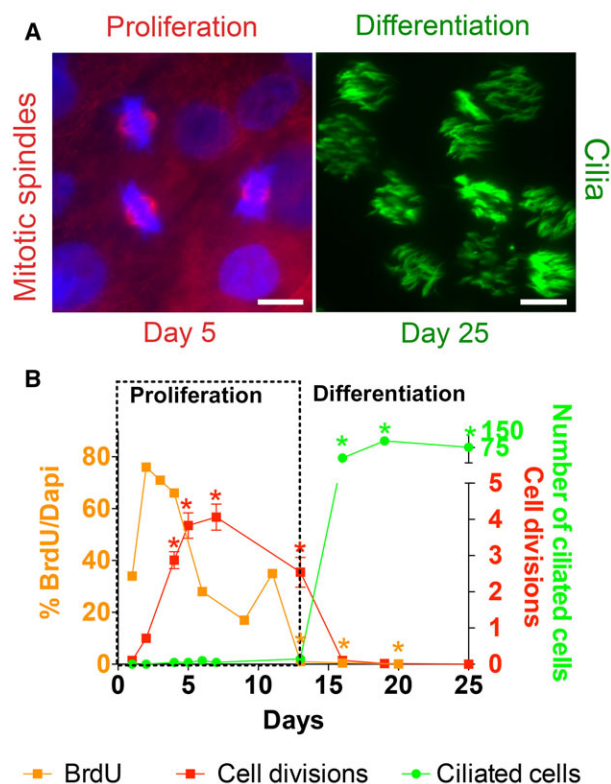 A
Proliferation
Differentiation
Mitotic spindles
Cilia
Day 5
Day 25
B
Proliferation
Differentiation
% BrdU/Dapi
80
60
40
20
0
* * * * * * * * * *
150
75
5
4
3
2
1
0
Cell divisions
Number of ciliated cells
0 5 10 15 20 25
Days
BrdU Cell divisions Ciliated cells